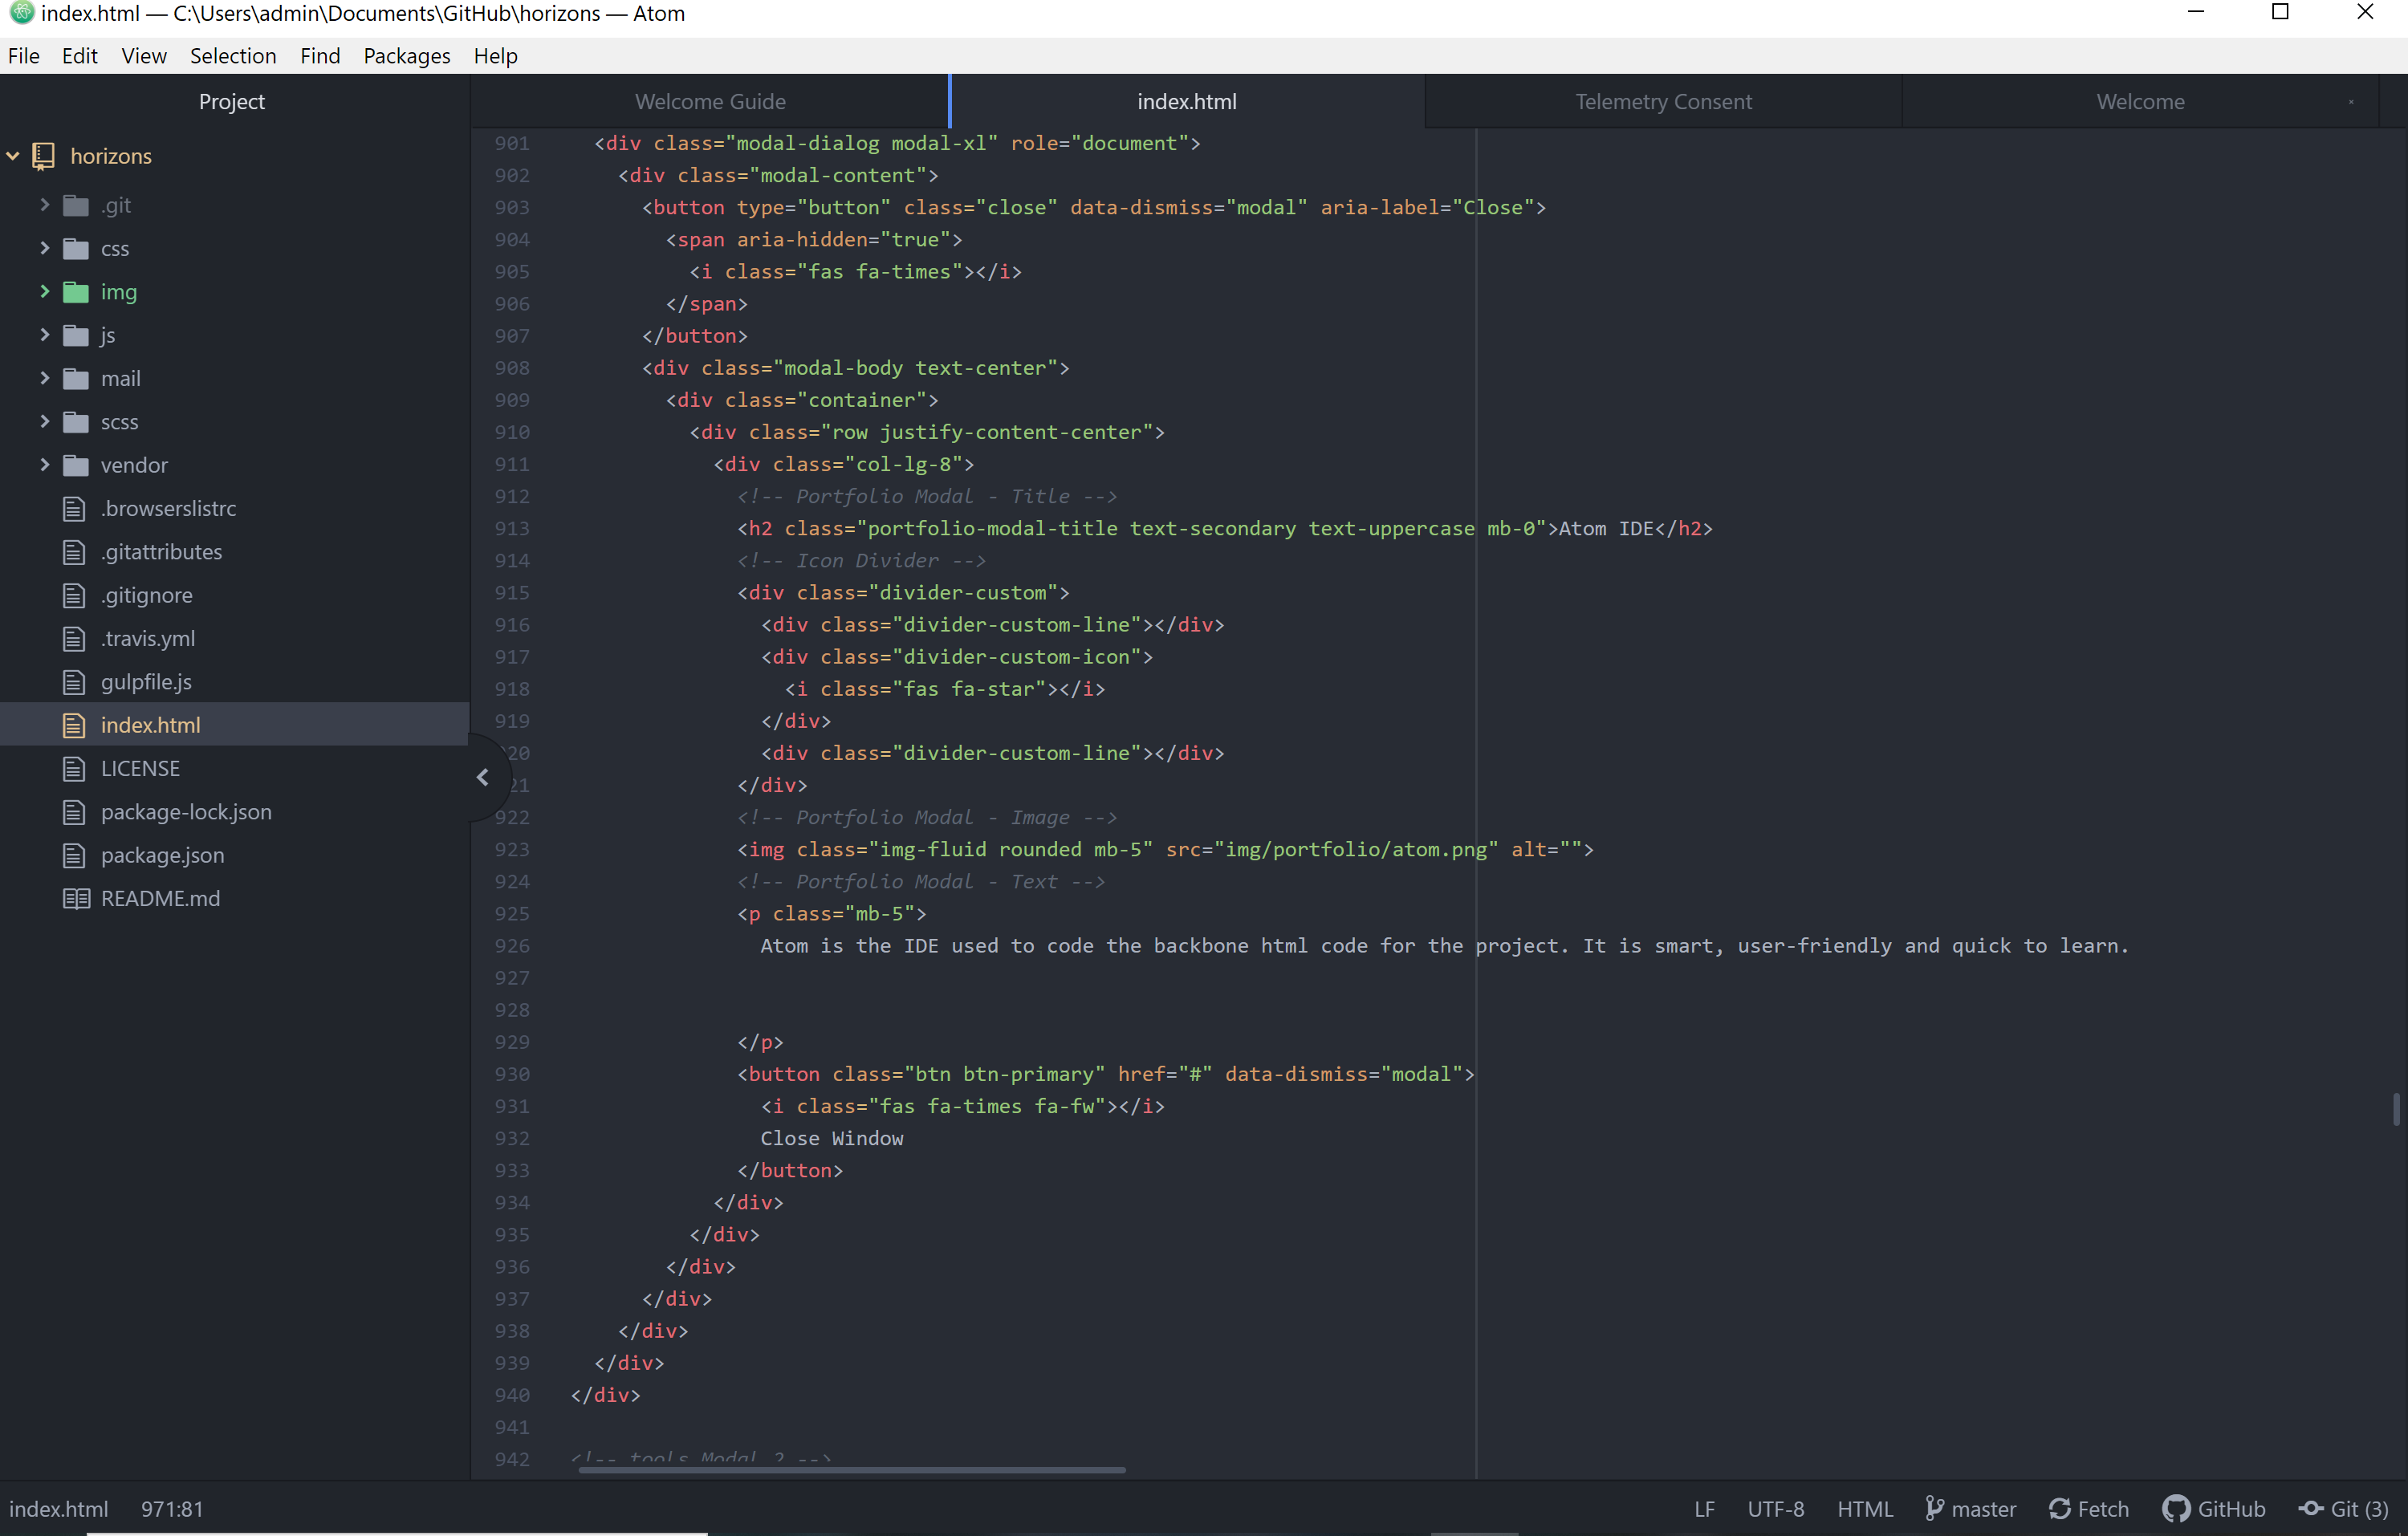 index.html — C:\Users\admin\Documents\GitHub\horizons — Atom
File Edit View Selection Find Packages Help
Project
horizons
.git
css
img
js
mail
scss
vendor
.browserslistrc
.gitattributes
.gitignore
.travis.yml
gulpfile.js
index.html
LICENSE
package-lock.json
package.json
README.md
Welcome Guide index.html Telemetry Consent Welcome
901 <div class="modal-dialog modal-xl" role="document">
902 <div class="modal-content">
903 <button type="button" class="close" data-dismiss="modal" aria-label="Close">
904 <span aria-hidden="true">
905 <i class="fas fa-times"></i>
906 </span>
907 </button>
908 <div class="modal-body text-center">
909 <div class="container">
910 <div class="row justify-content-center">
911 <div class="col-lg-8">
912 <!-- Portfolio Modal - Title -->
913 <h2 class="portfolio-modal-title text-secondary text-uppercase mb-0">Atom IDE</h2>
914 <!-- Icon Divider -->
915 <div class="divider-custom">
916 <div class="divider-custom-line"></div>
917 <div class="divider-custom-icon">
918 <i class="fas fa-star"></i>
919 </div>
20 <div class="divider-custom-line"></div>
21 </div>
922 <!-- Portfolio Modal - Image -->
923 <img class="img-fluid rounded mb-5" src="img/portfolio/atom.png" alt="">
924 <!-- Portfolio Modal - Text -->
925 <p class="mb-5">
926 Atom is the IDE used to code the backbone html code for the project. It is smart, user-friendly and quick to learn.
927
928
929 </p>
930 <button class="btn btn-primary" href="#" data-dismiss="modal">
931 <i class="fas fa-times fa-fw"></i>
932 Close Window
933 </button>
934 </div>
935 </div>
936 </div>
937 </div>
938 </div>
939 </div>
940 </div>
941
942 <!-- tools Modal 2 -->
index.html 971:81 LF UTF-8 HTML master Fetch GitHub Git (3)